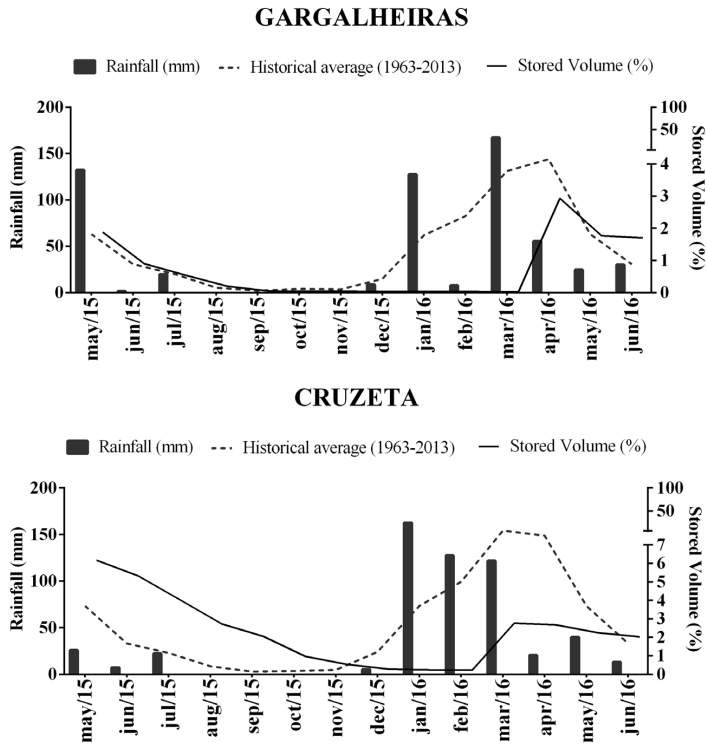 GARGALHEIRAS
Rainfall (mm) Historical average (1963-2013) Stored Volume (%)
Rainfall (mm)
200
150
100
50
0
100
50
4
3
2
1
0
Stored Volume (%)
may/15 jun/15 jul/15 aug/15 sep/15 oct/15 nov/15 dec/15 jan/16 feb/16 mar/16 apr/16 may/16 jun/16
CRUZETA
Rainfall (mm) Historical average (1963-2013) Stored Volume (%)
Rainfall (mm)
200
150
100
50
0
100
50
7
6
5
4
3
2
1
0
Stored Volume (%)
may/15 jun/15 jul/15 aug/15 sep/15 oct/15 nov/15 dec/15 jan/16 feb/16 mar/16 apr/16 may/16 jun/16